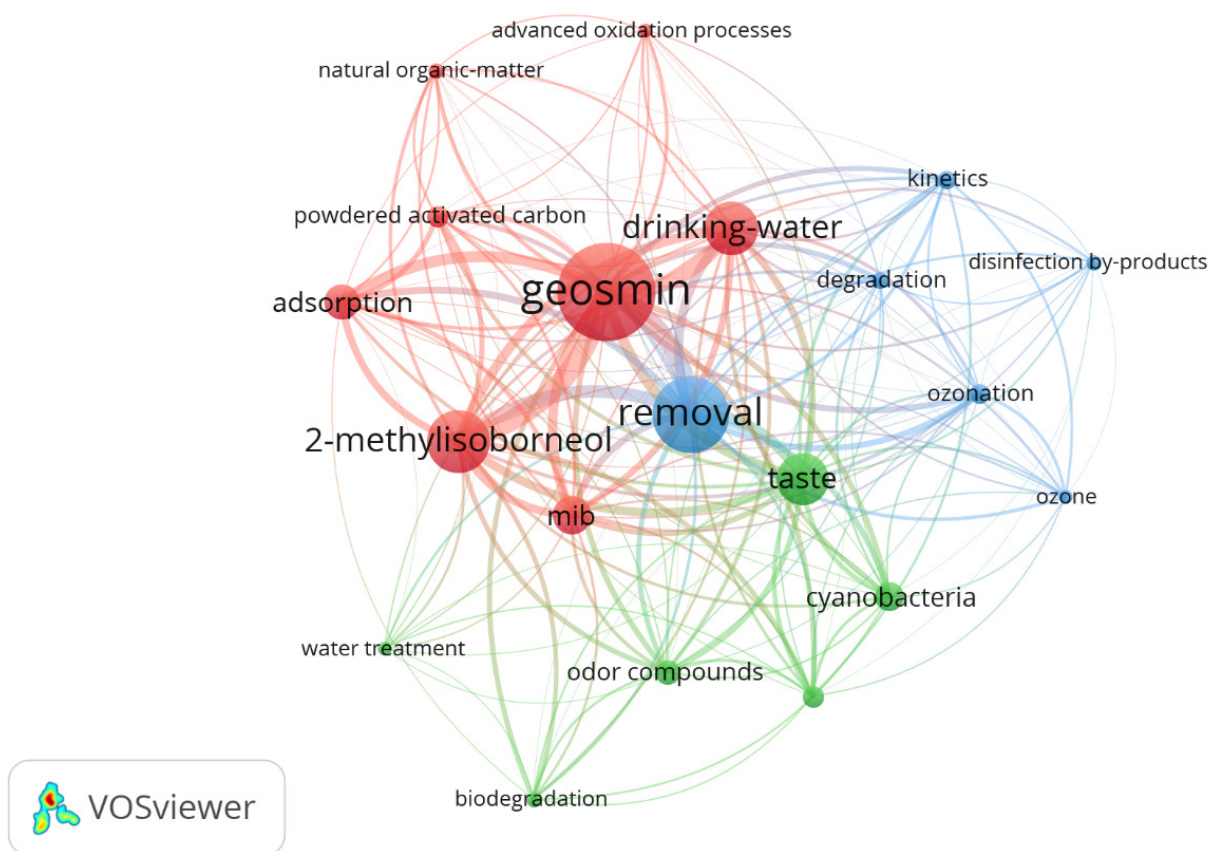 advanced oxidation processes
natural organic-matter
kinetics
powdered activated carbon
drinking-water
disinfection by-products
degradation
geosmin
adsorption
ozonation
removal
2-methylisoborneol
taste
ozone
mib
cyanobacteria
water treatment
odor compounds
biodegradation
VOSviewer